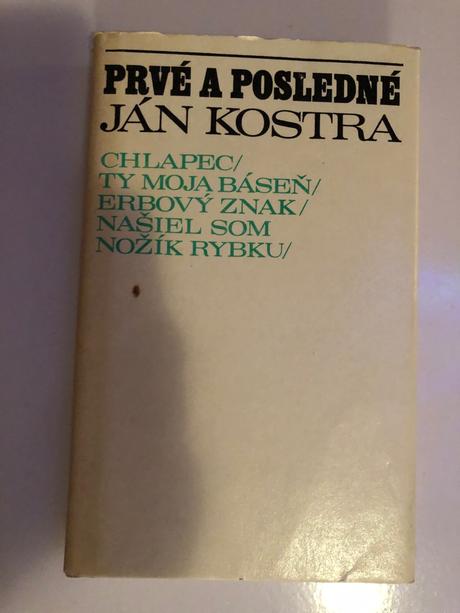 PRVÉ A POSLEDNÉ
JÁN KOSTRA
CHLAPEC/
TY MOJA BÁSEŇ/
ERBOVÝ ZNAK/
NAŠIEL SOM
NOŽÍK RYBKU/